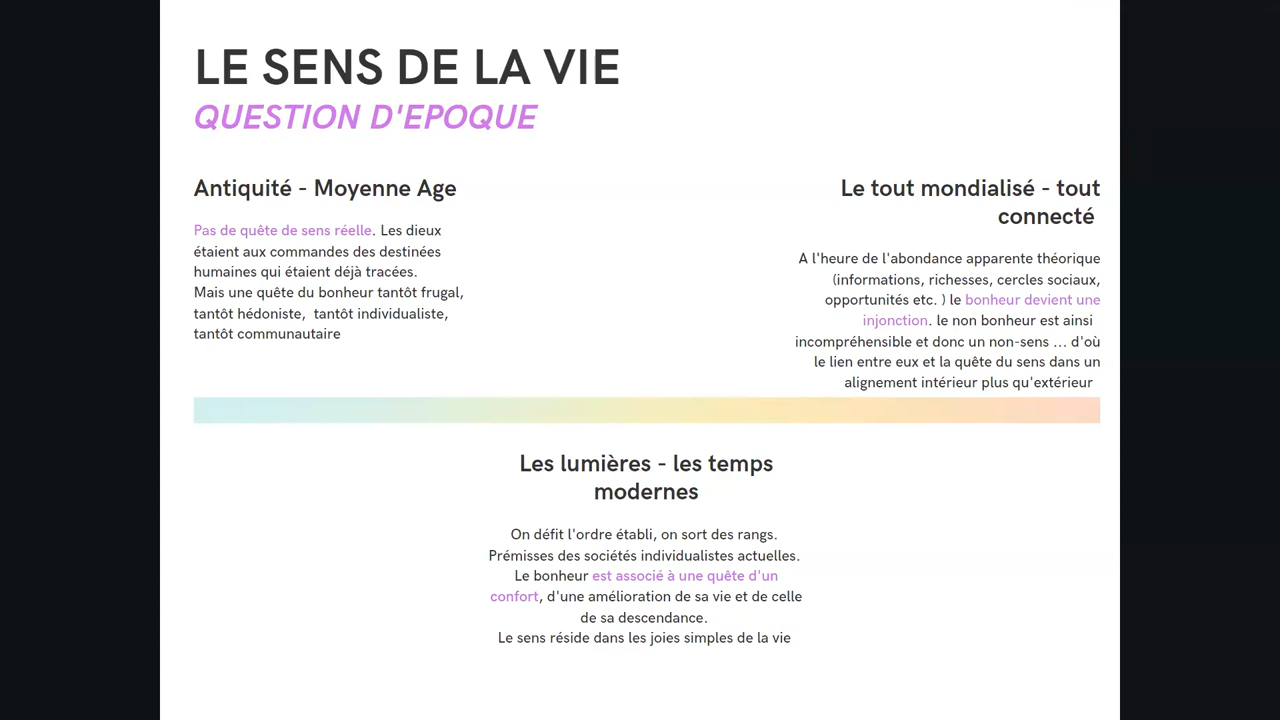 LE SENS DE LA VIE
QUESTION D'EPOQUE
Antiquité - Moyenne Age
Pas de quête de sens réelle. Les dieux
étaient aux commandes des destinées
humaines qui étaient déjà tracées.
Mais une quête du bonheur tantôt frugal,
tantôt hédoniste, tantôt individualiste,
tantôt communautaire
Le tout mondialisé - tout
connecté
A l'heure de l'abondance apparente théorique
(informations, richesses, cercles sociaux,
opportunités etc. ) le bonheur devient une
injonction. le non bonheur est ainsi
incompréhensible et donc un non-sens ... d'où
le lien entre eux et la quête du sens dans un
alignement intérieur plus qu'extérieur
Les lumières - les temps
modernes
On défit l'ordre établi, on sort des rangs.
Prémisses des sociétés individualistes actuelles.
Le bonheur est associé à une quête d'un
confort, d'une amélioration de sa vie et de celle
de sa descendance.
Le sens réside dans les joies simples de la vie